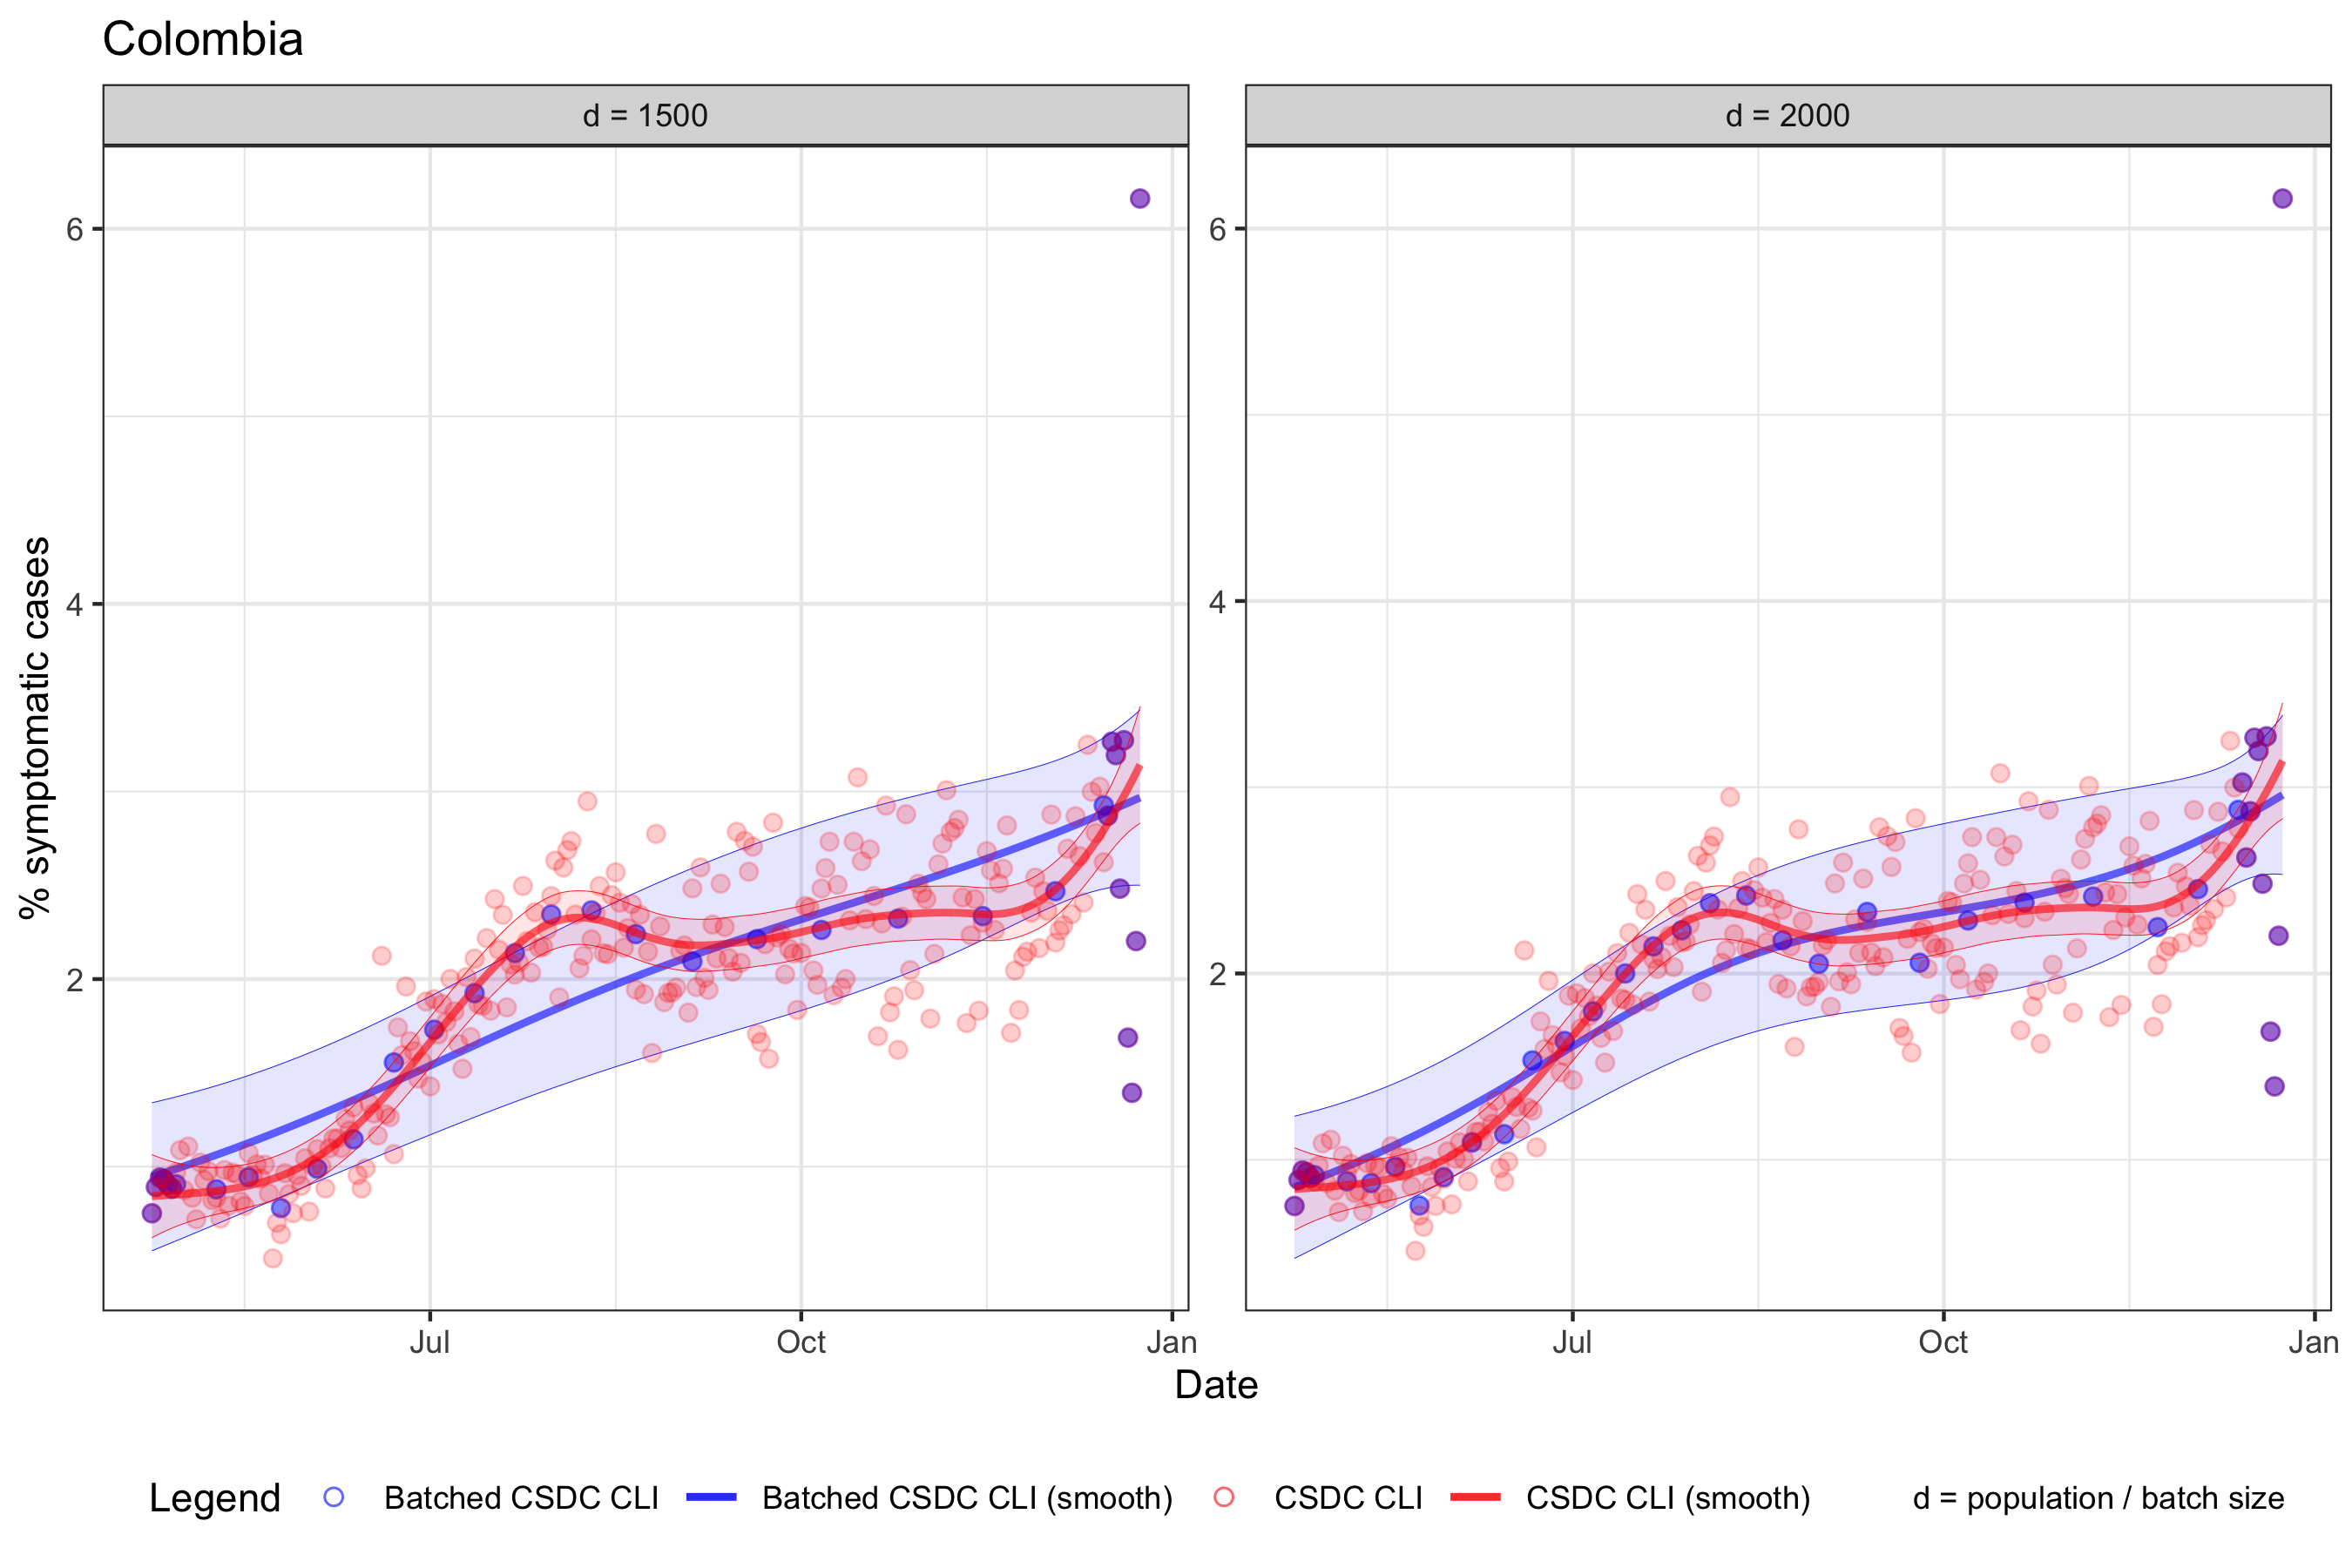 Colombia
d = 1500
d = 2000
% symptomatic cases
6
4
2
6
4
2
Jul
Oct
Jan
Jul
Oct
Jan
Date
Legend
Batched CSDC CLI
Batched CSDC CLI (smooth)
CSDC CLI
CSDC CLI (smooth)
d = population / batch size